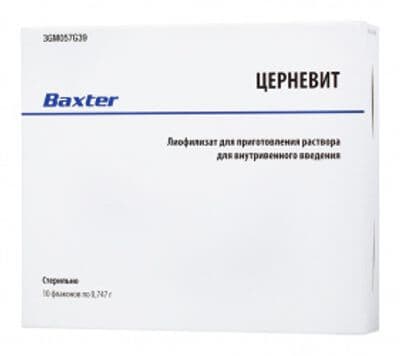 3GM057G39
ЦЕРНЕВИТ
Baxter
Лиофилизат для приготовления раствора
для внутривенного введения
Стерильно
10 флаконов по 0,747 г